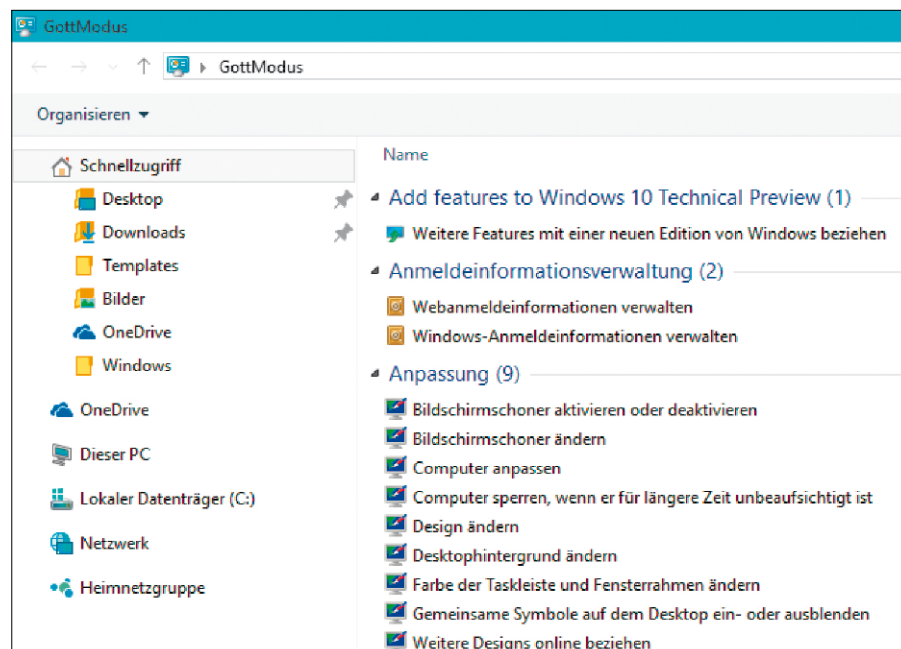 GottModus
GottModus
Organisieren
Schnellzugriff
Desktop
Downloads
Templates
Bilder
OneDrive
Windows
OneDrive
Dieser PC
Lokaler Datenträger (C:)
Netzwerk
Heimnetzgruppe
Name
Add features to Windows 10 Technical Preview (1)
Weitere Features mit einer neuen Edition von Windows beziehen
Anmeldeinformationsverwaltung (2)
Webanmeldeinformationen verwalten
Windows-Anmeldeinformationen verwalten
Anpassung (9)
Bildschirmschoner aktivieren oder deaktivieren
Bildschirmschoner ändern
Computer anpassen
Computer sperren, wenn er für längere Zeit unbeaufsichtigt ist
Design ändern
Desktophintergrund ändern
Farbe der Taskleiste und Fensterrahmen ändern
Gemeinsame Symbole auf dem Desktop ein- oder ausblenden
Weitere Designs online beziehen